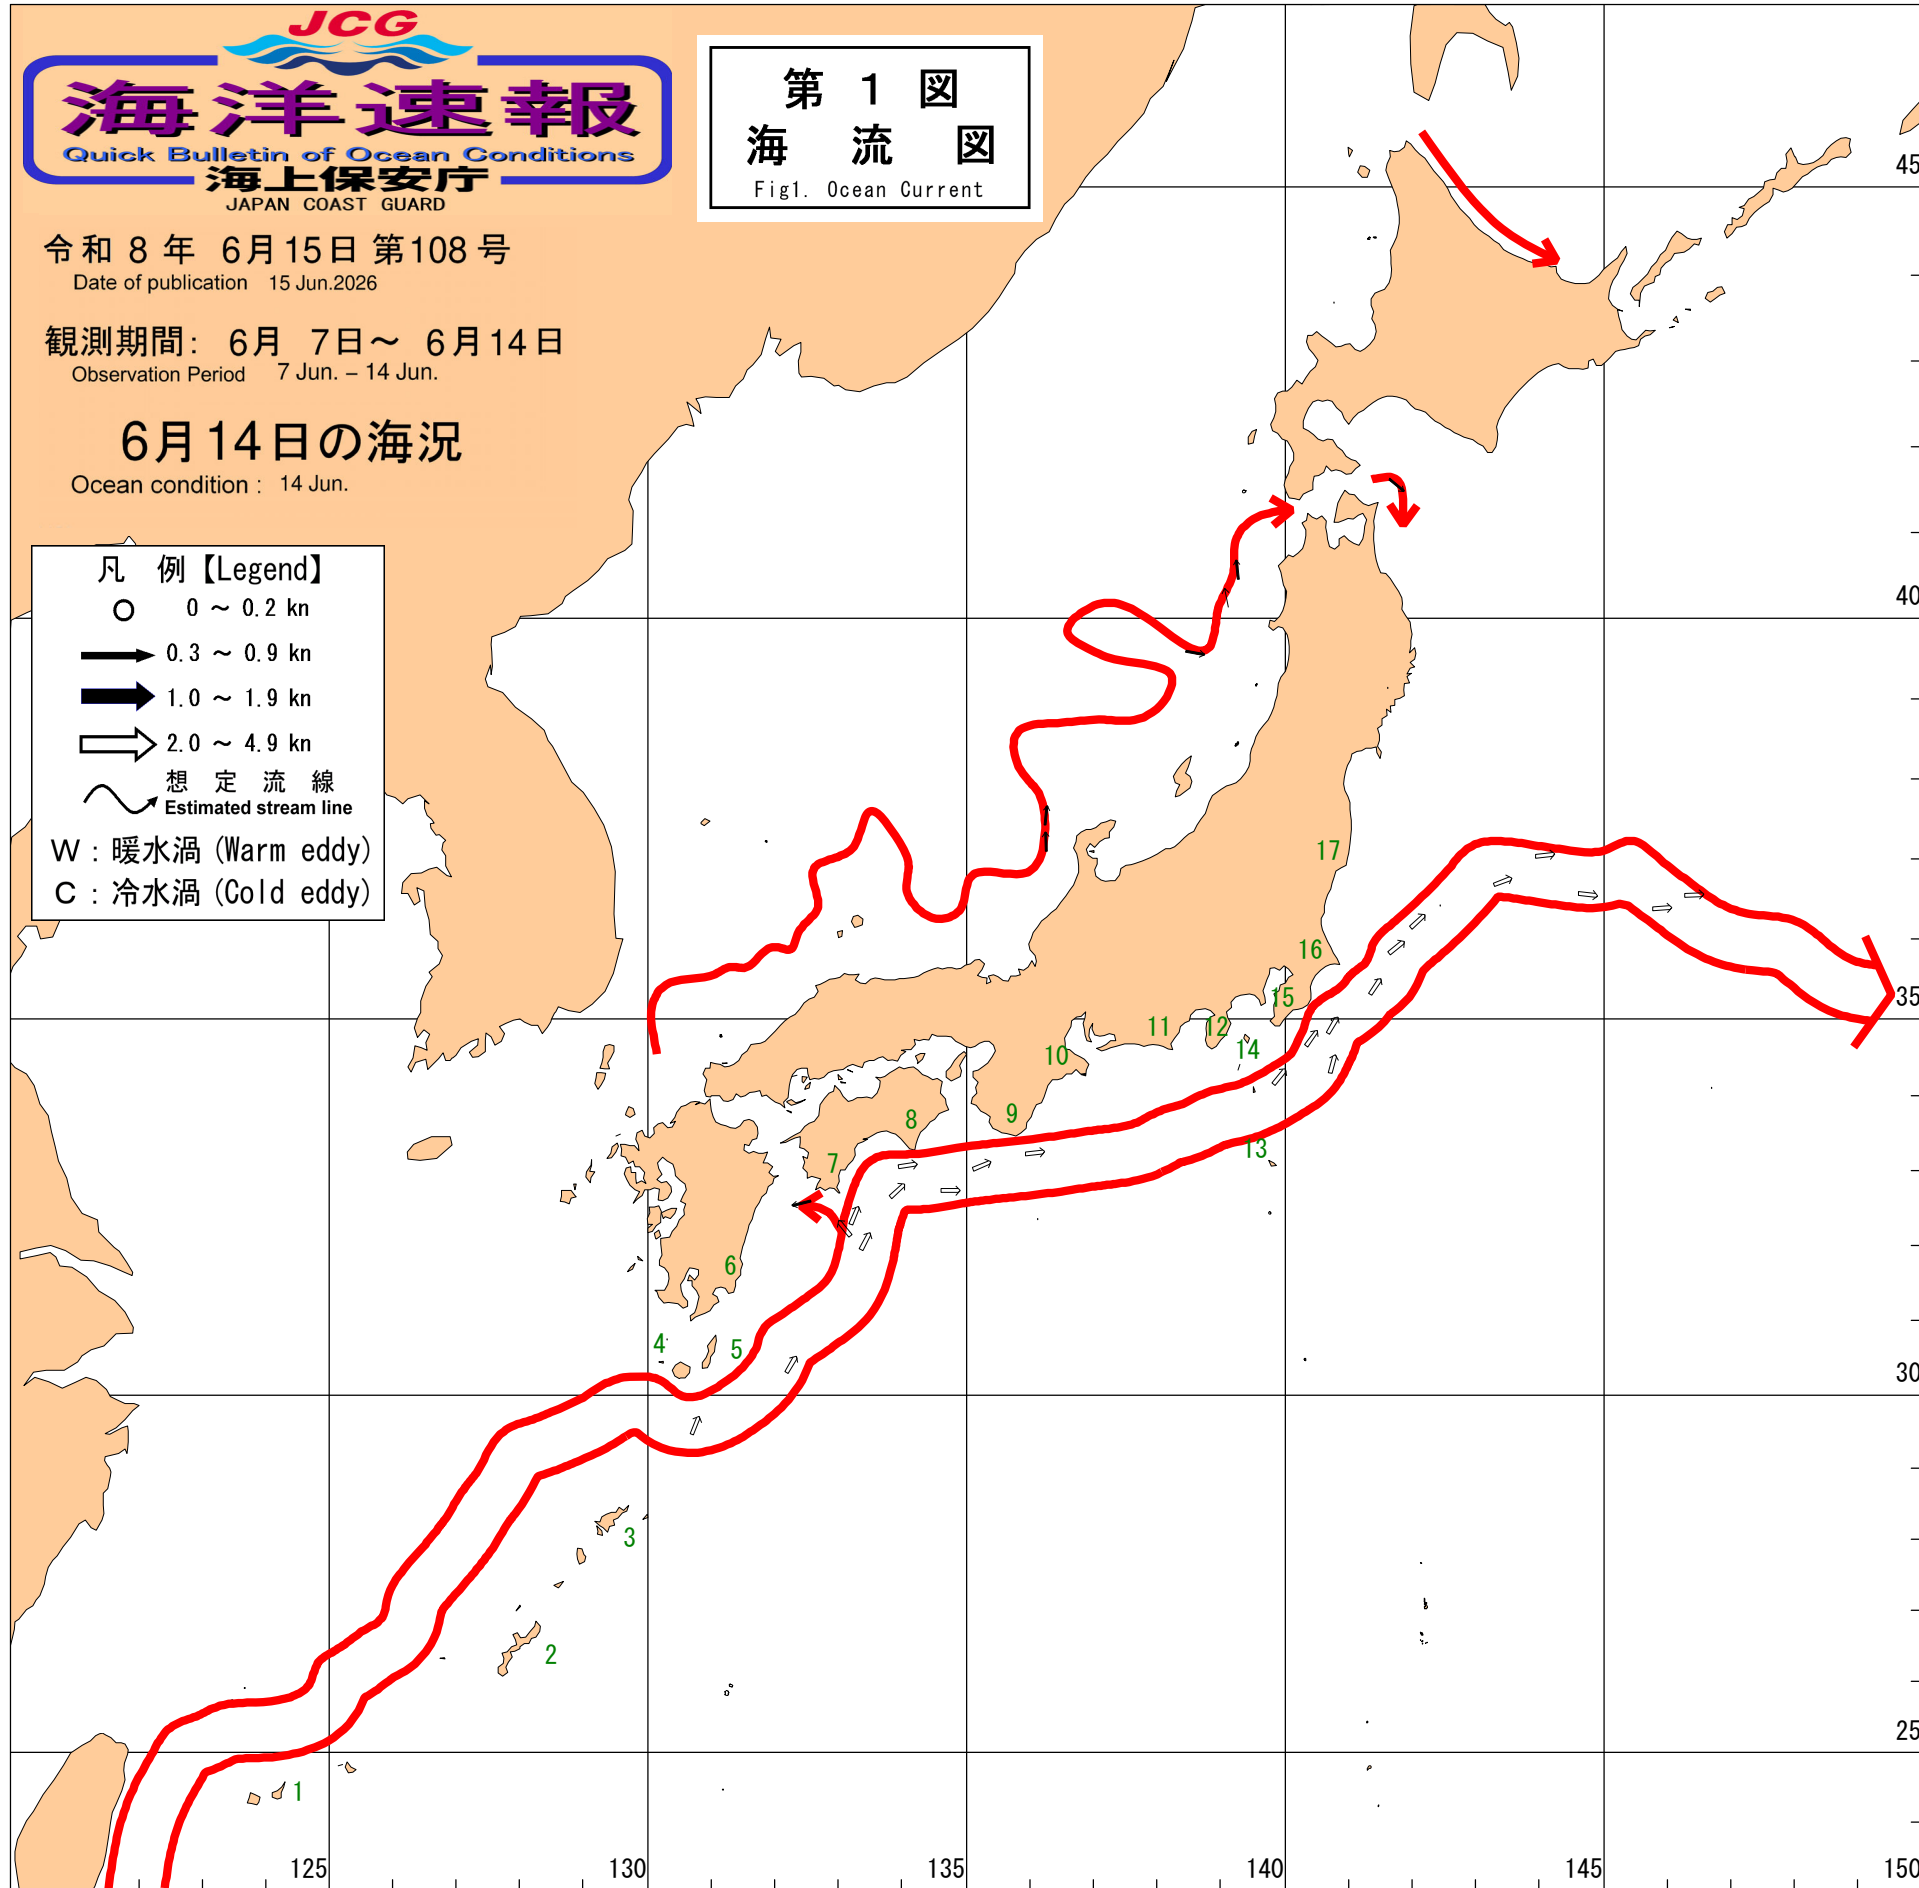 JCG
海洋速報
Quick Bulletin of Ocean Conditions
海上保安庁
JAPAN COAST GUARD
第 1 図
海 流 図
Fig1. Ocean Current
令和 8 年 6月15日 第108号
Date of publication 15 Jun.2026
観測期間: 6月 7日~ 6月14日
Observation Period 7 Jun. – 14 Jun.
6月14日の海況
Ocean condition : 14 Jun.
凡 例【Legend】
0 ~ 0.2 kn
0.3 ~ 0.9 kn
1.0 ~ 1.9 kn
2.0 ~ 4.9 kn
想 定 流 線
Estimated stream line
W : 暖水渦 (Warm eddy)
C : 冷水渦 (Cold eddy)
45
40
17
16
15
35
11
12
14
10
9
8
13
7
6
4
5
30
3
2
25
1
125
130
135
140
145
150